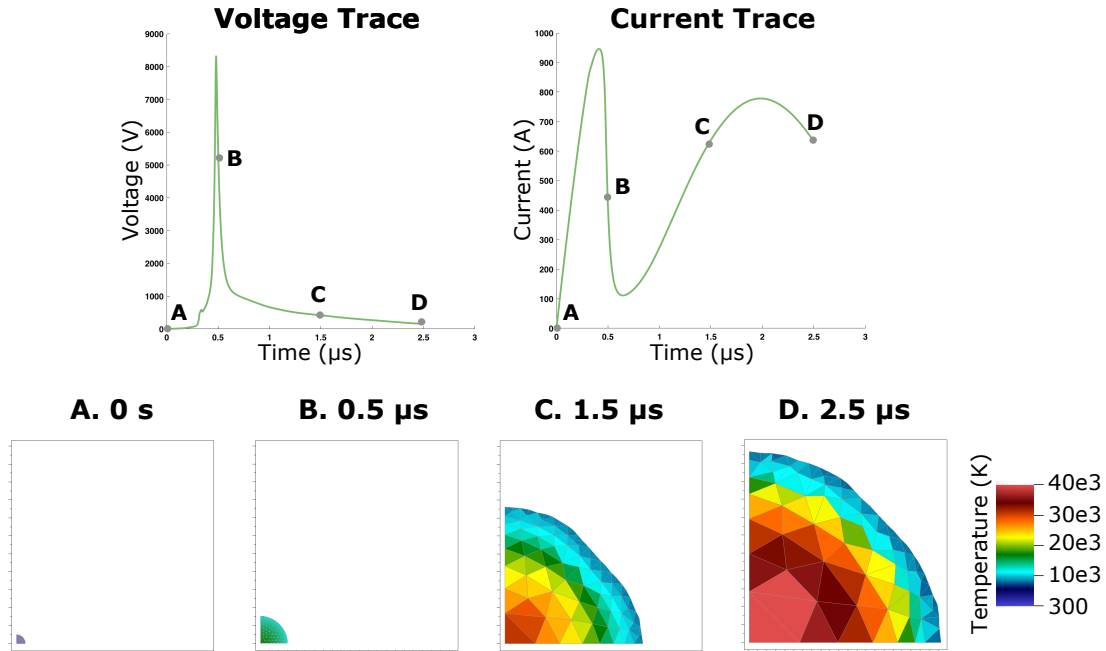 Voltage Trace
Current Trace
Voltage (V)
9000
8000
7000
6000
5000
4000
3000
2000
1000
0
A
B
C
D
0
0.5
1
1.5
2
2.5
3
Time (µs)
Current (A)
1000
900
800
700
600
500
400
300
200
100
0
A
B
C
D
0
0.5
1
1.5
2
2.5
3
Time (µs)
A. 0 s
B. 0.5 µs
C. 1.5 µs
D. 2.5 µs
Temperature (K)
40e3
30e3
20e3
10e3
300